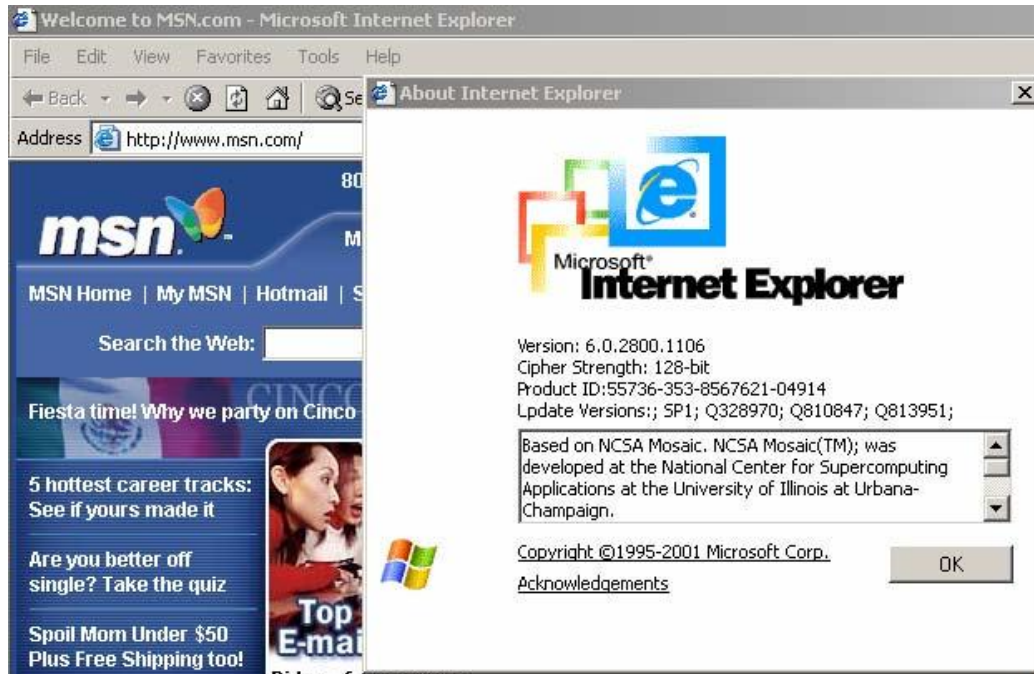 Welcome to MSN.com - Microsoft Internet Explorer
File Edit View Favorites Tools Help
Back Se
Address http://www.msn.com/
80
msn
M
MSN Home | My MSN | Hotmail | S
Search the Web:
CINCO
Fiesta time! Why we party on Cinco
5 hottest career tracks:
See if yours made it
Are you better off
single? Take the quiz
Spoil Mom Under $50
Plus Free Shipping too!
Top
E-mai
About Internet Explorer
Microsoft®
Internet Explorer
Version: 6.0.2800.1106
Cipher Strength: 128-bit
Product ID:55736-353-8567621-04914
Update Versions:; SP1; Q328970; Q810847; Q813951;
Based on NCSA Mosaic. NCSA Mosaic(TM); was
developed at the National Center for Supercomputing
Applications at the University of Illinois at Urbana-
Champaign.
Copyright ©1995-2001 Microsoft Corp.
Acknowledgements
OK